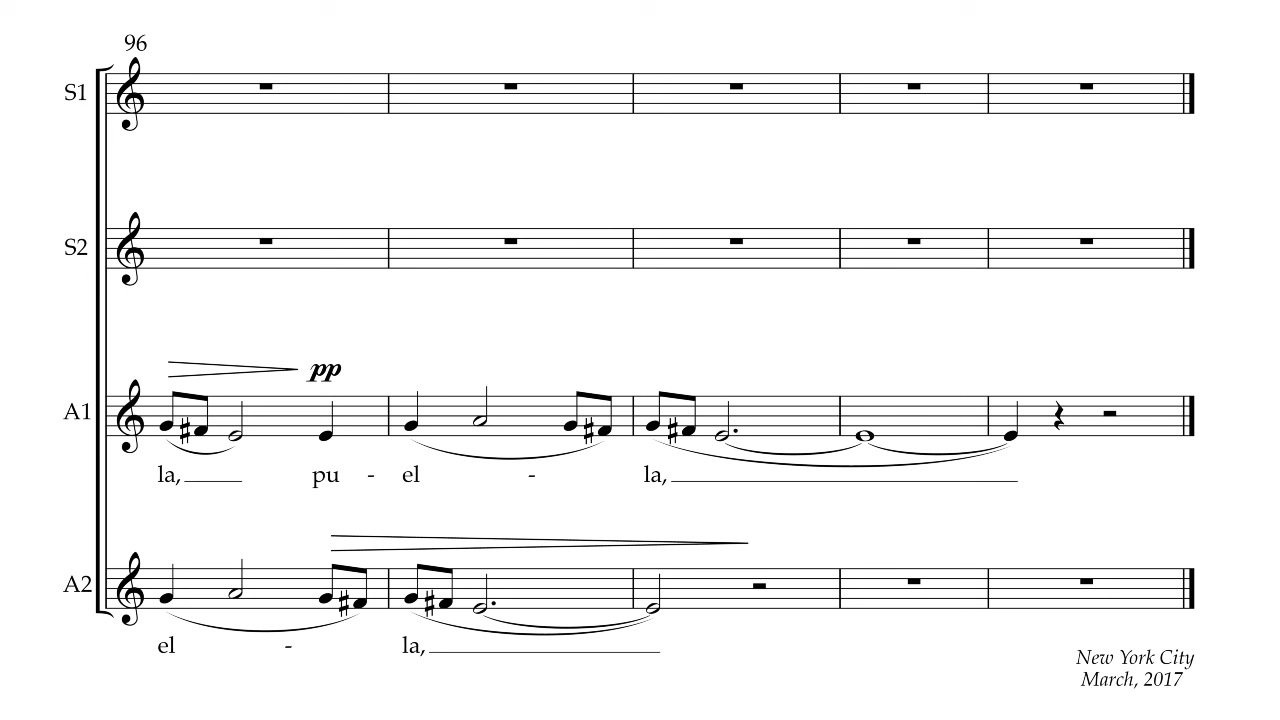 96
S1
S2
pp
A1
la, pu - el - la,
A2
el - la,
New York City
March, 2017